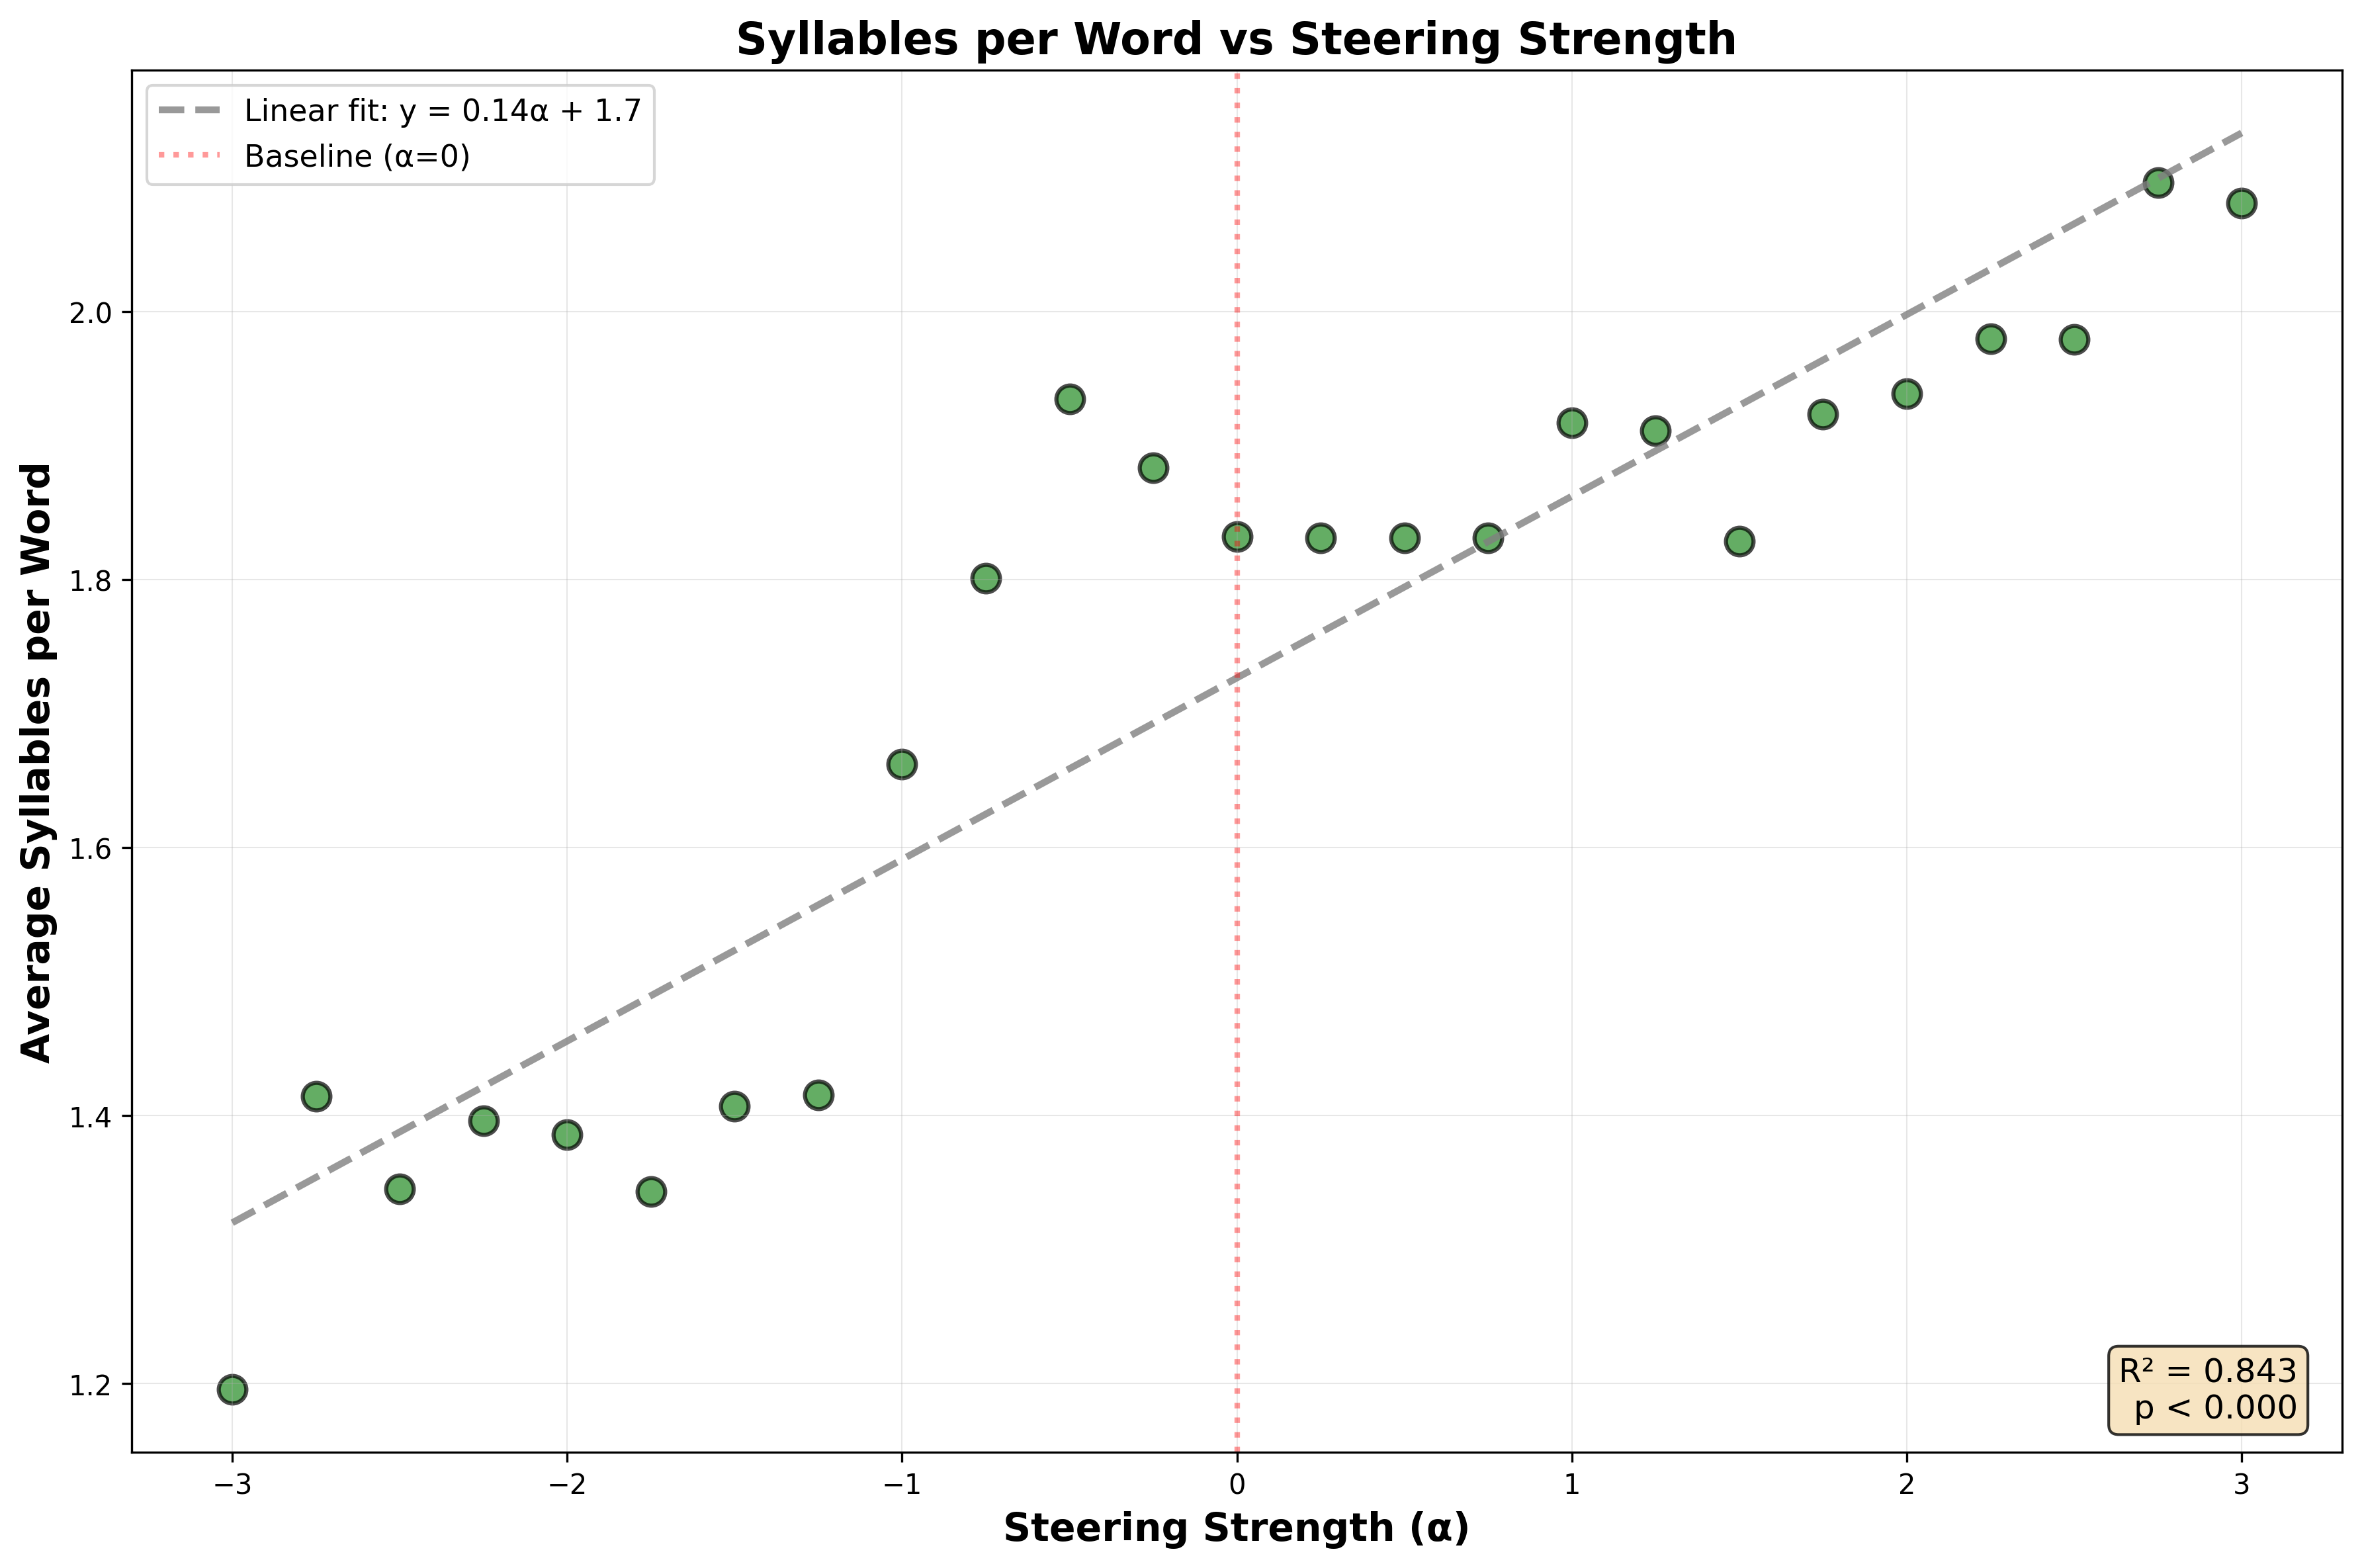 Syllables per Word vs Steering Strength
Linear fit: y = 0.14α + 1.7
Baseline (α=0)
Average Syllables per Word
2.0
1.8
1.6
1.4
1.2
R² = 0.843
p < 0.000
−3
−2
−1
0
1
2
3
Steering Strength (α)